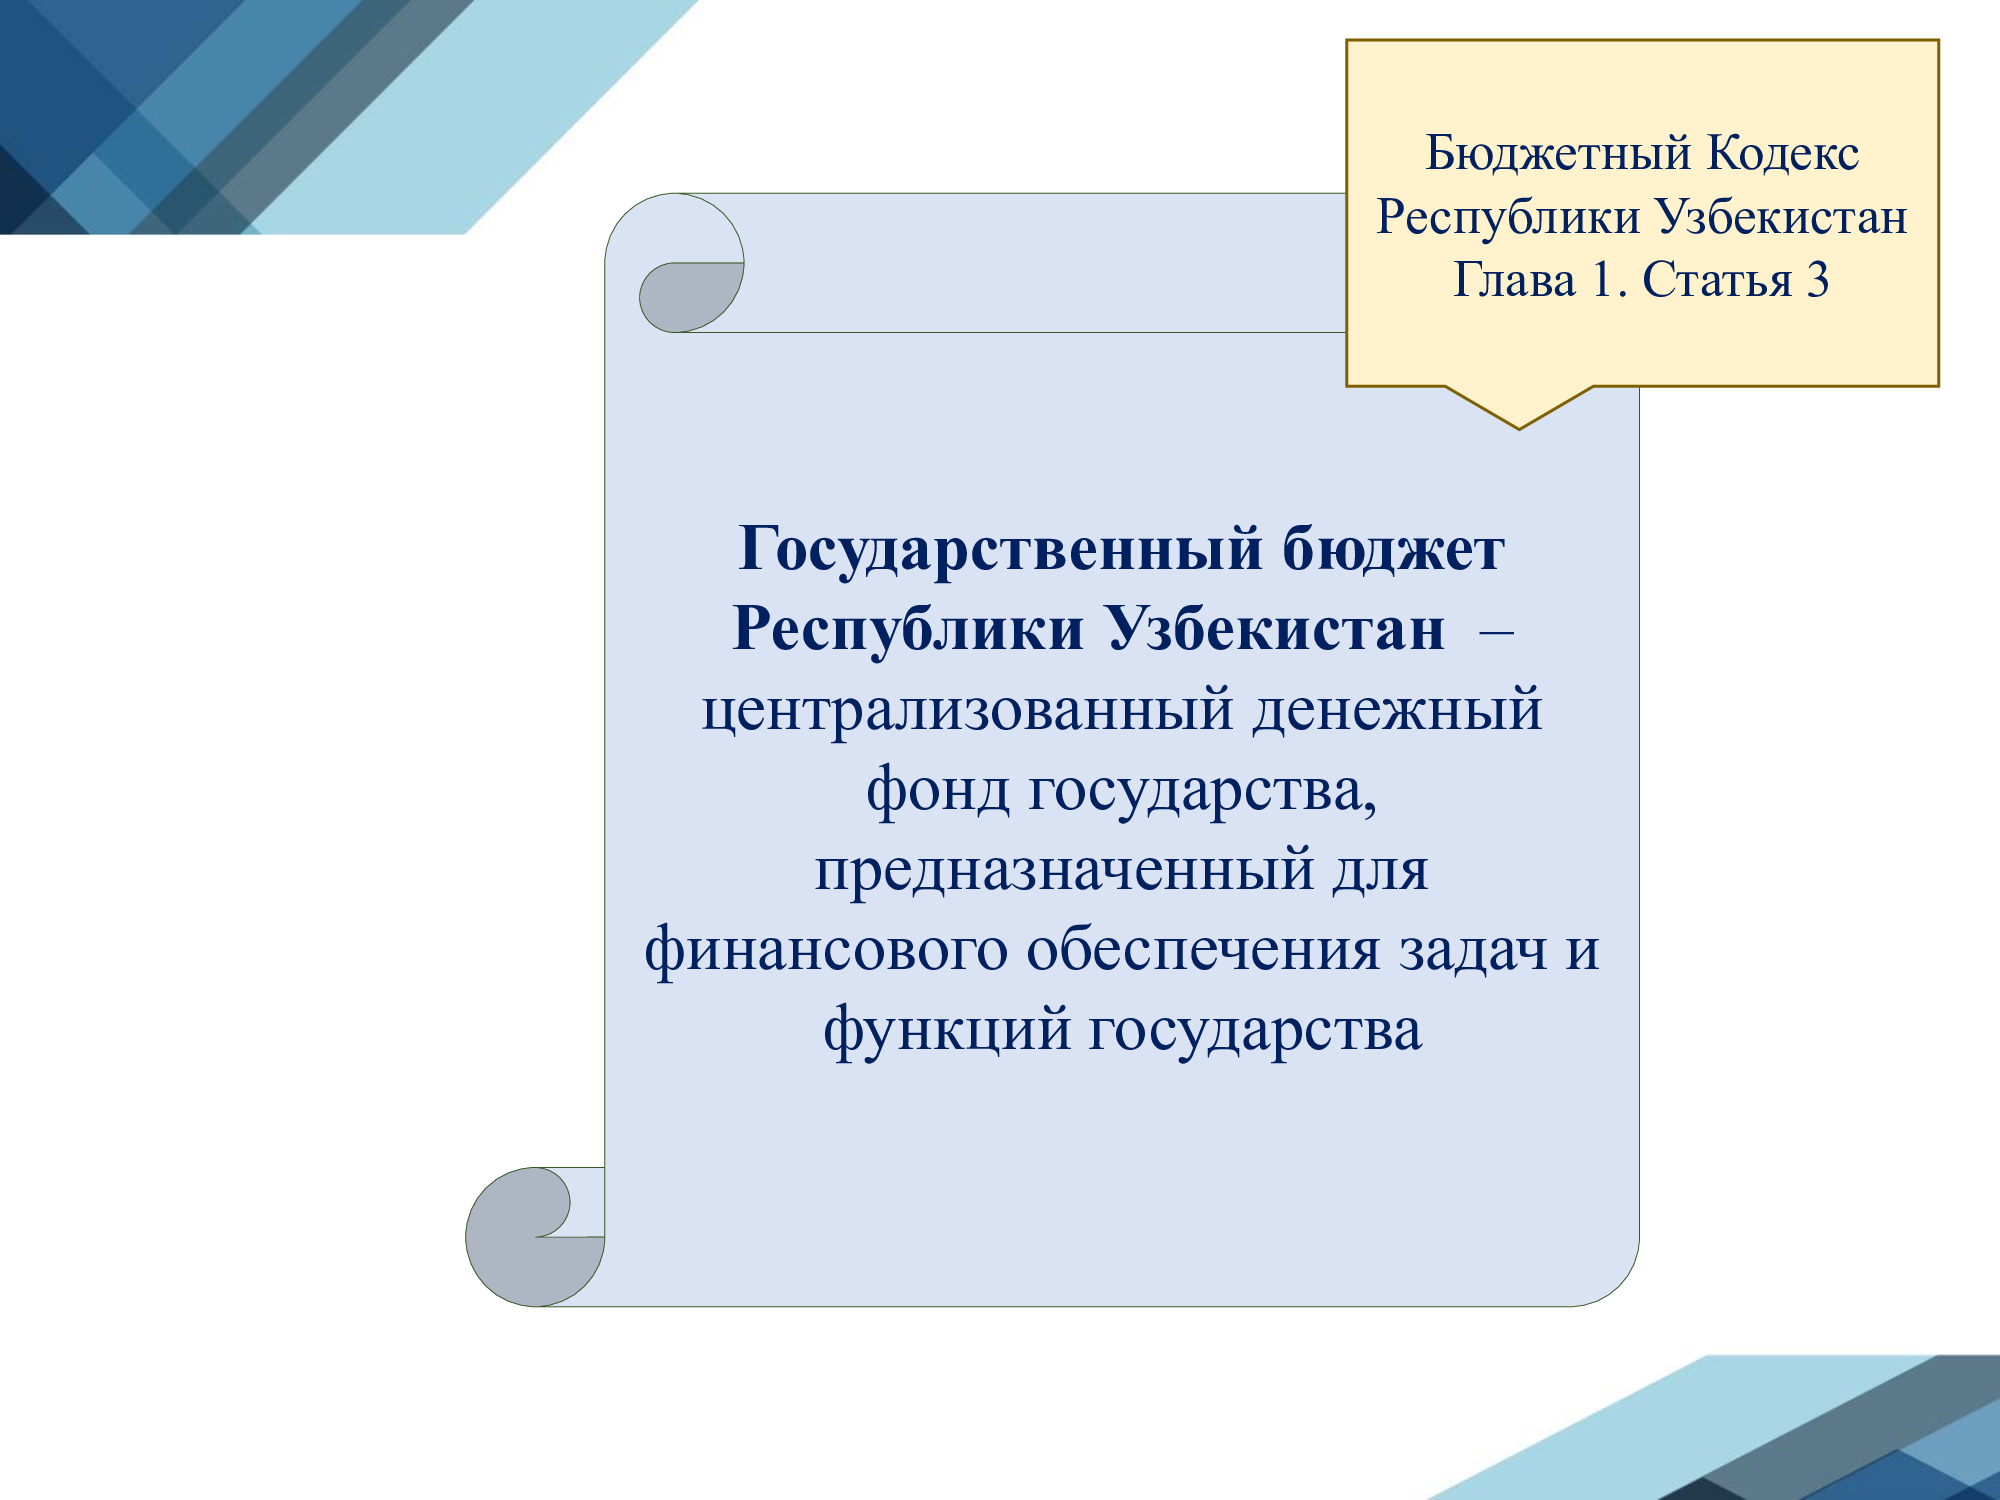 Бюджетный Кодекс
Республики Узбекистан
Глава 1. Статья 3
Государственный бюджет
Республики Узбекистан –
централизованный денежный
фонд государства,
предназначенный для
финансового обеспечения задач и
функций государства